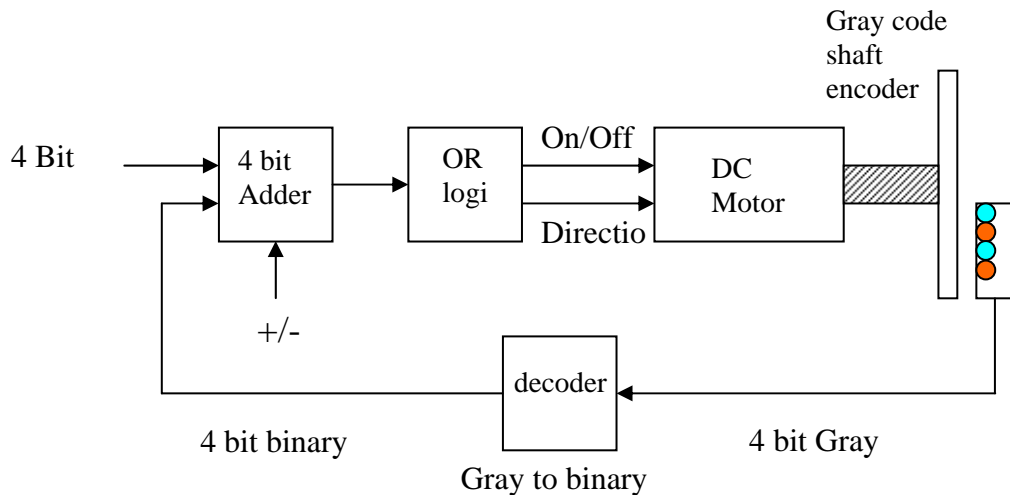 Gray code
shaft
encoder
4 Bit
4 bit
Adder
OR
logi
On/Off
Directio
DC
Motor
+/-
decoder
4 bit binary
4 bit Gray
Gray to binary